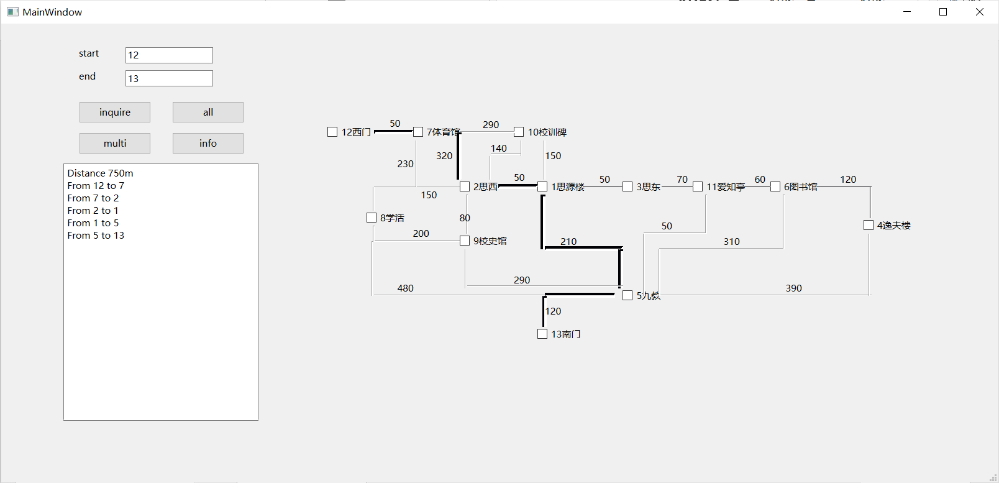 MainWindow
start
12
end
13
inquire
all
multi
info
Distance 750m
From 12 to 7
From 7 to 2
From 2 to 1
From 1 to 5
From 5 to 13
50
290
12西门
7体育馆
10校训碑
320
140
150
230
50
50
70
60
120
2思西
1思源楼
3思东
11爱知亭
6图书馆
150
8学活
80
4逸夫楼
200
50
9校史馆
210
310
290
480
390
5九教
120
13南门